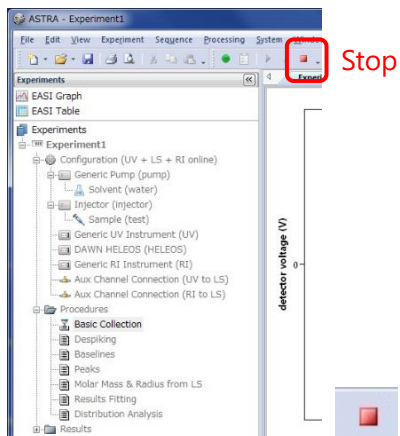 ASTRA - Experiment1
File Edit View Experiment Sequence Processing System Window
Stop
Experiments
EASI Graph
EASI Table
Experiments
Experiment1
Configuration (UV + LS + RI online)
Generic Pump (pump)
Solvent (water)
Injector (injector)
Sample (test)
Generic UV Instrument (UV)
DAWN HELEOS (HELEOS)
Generic RI Instrument (RI)
Aux Channel Connection (UV to LS)
Aux Channel Connection (RI to LS)
Procedures
Basic Collection
Despiking
Baselines
Peaks
Molar Mass & Radius from LS
Results Fitting
Distribution Analysis
Results
detector voltage (V)
0